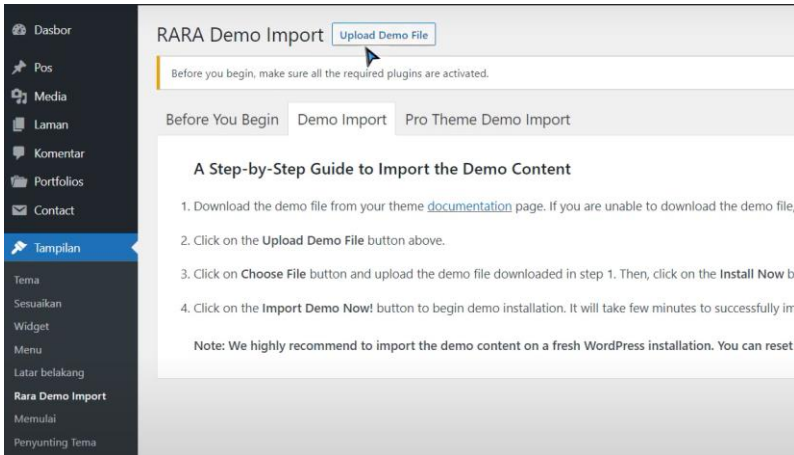 Dasbor
Pos
Media
Laman
Komentar
Portfolios
Contact
Tampilan
Tema
Sesuaikan
Widget
Menu
Latar belakang
Rara Demo Import
Memulai
Penyunting Tema
RARA Demo Import Upload Demo File
Before you begin, make sure all the required plugins are activated.
Before You Begin Demo Import Pro Theme Demo Import
A Step-by-Step Guide to Import the Demo Content
1. Download the demo file from your theme documentation page. If you are unable to download the demo file,
2. Click on the Upload Demo File button above.
3. Click on Choose File button and upload the demo file downloaded in step 1. Then, click on the Install Now b
4. Click on the Import Demo Now! button to begin demo installation. It will take few minutes to successfully im
Note: We highly recommend to import the demo content on a fresh WordPress installation. You can reset